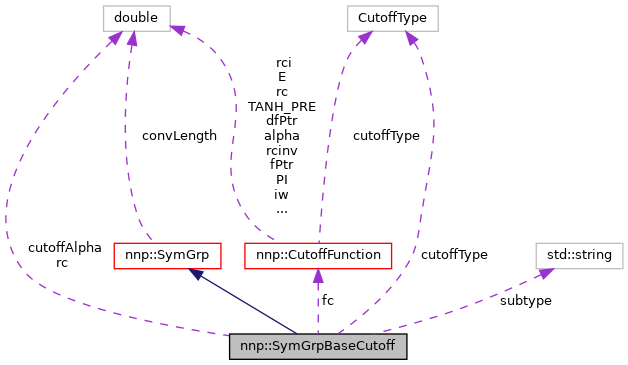 double
CutoffType
rci
E
rc
TANH_PRE
dfPtr
alpha
rcinv
fPtr
PI
iw
...
convLength
cutoffType
cutoffAlpha
rc
nnp::SymGrp
nnp::CutoffFunction
cutoffType
std::string
fc
subtype
nnp::SymGrpBaseCutoff